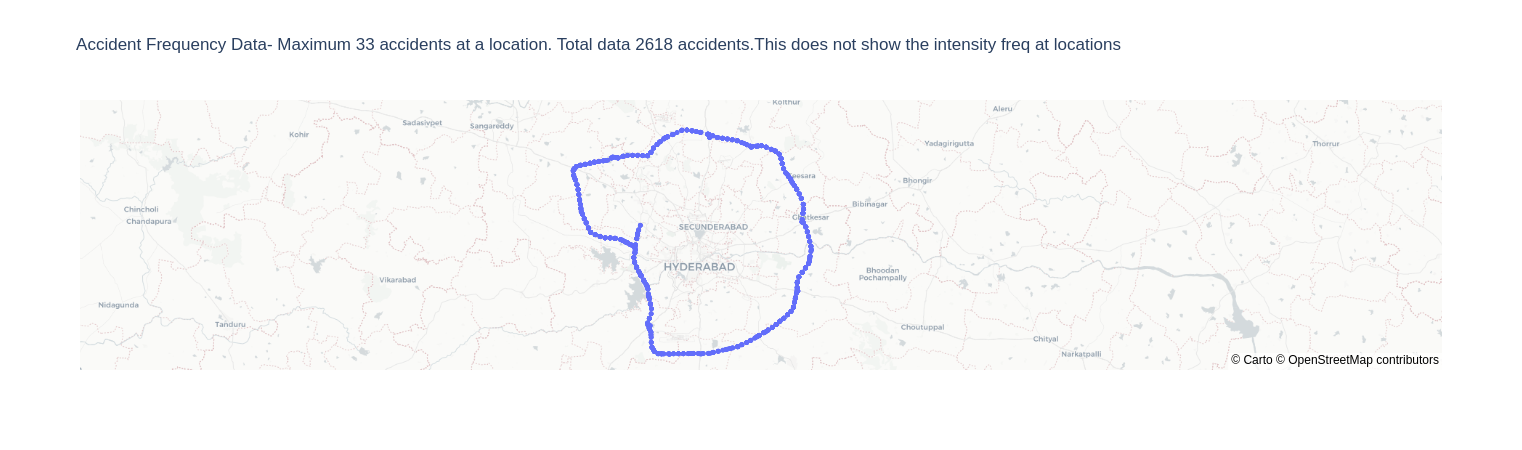 Accident Frequency Data- Maximum 33 accidents at a location. Total data 2618 accidents.This does not show the intensity freq at locations
Kolthur
Aleru
Sadasivpet
Sangareddy
Kohir
Yadagirigutta
Thorrur
Bhongir
Bibinagar
Chincholi
Chandapura
Ghatkesar
SECUNDERABAD
HYDERABAD
Bhoodan
Pochampally
Vikarabad
Nidagunda
Tanduru
Choutuppal
Chityal
Narkatpalli
© Carto © OpenStreetMap contributors